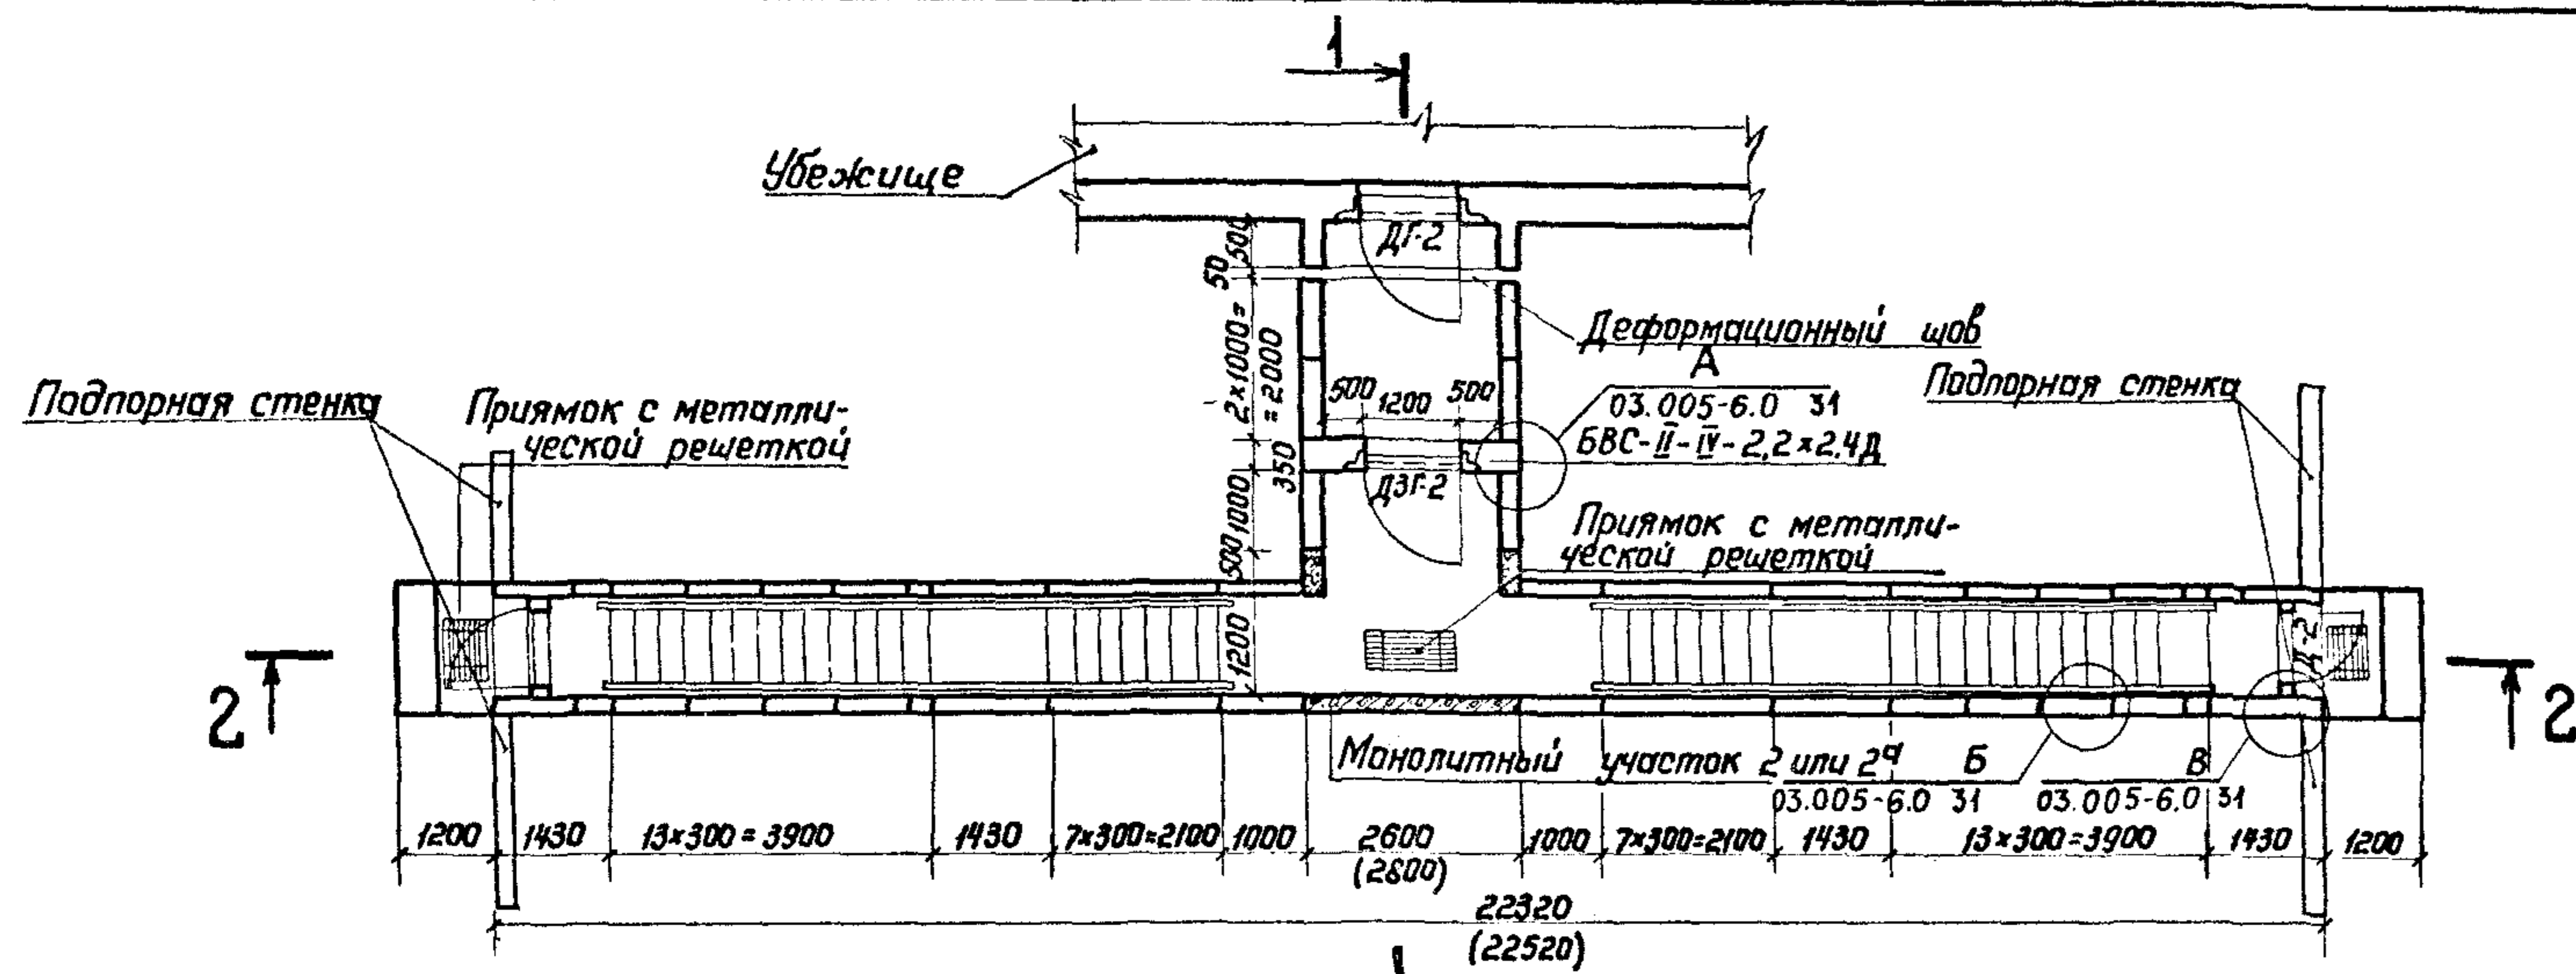 1
Убежище
ДГ-2
500
50
2×1000=
=2000
Деформационный шов
А
03.005-6.0 31
БВС-II-IV-2,2×2,4Д
500 1200 500
Подпорная стенка
Подпорная стенка
Приямок с металли-
ческой решеткой
350
ДЗГ-2
1000
500
Приямок с металли-
ческой решеткой
1200
Д-2
2
2
Монолитный участок 2 или 2а
Б
03.005-6.0 31
В
03.005-6.0 31
1200 1430 13×300=3900 1430 7×300=2100 1000 2600 1000 7×300=2100 1430 13×300=3900 1430 1200
(2800)
22320
(22520)